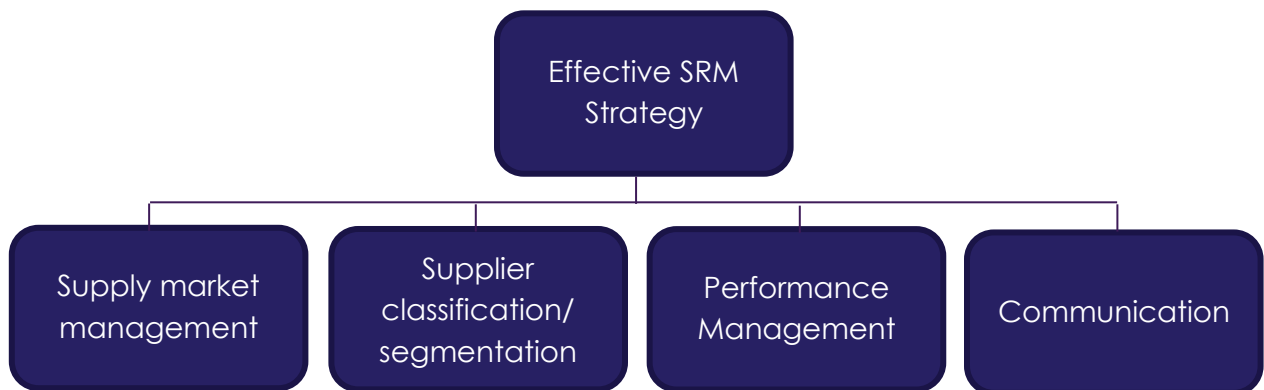 Effective SRM
Strategy
Supply market
management
Supplier
classification/
segmentation
Performance
Management
Communication